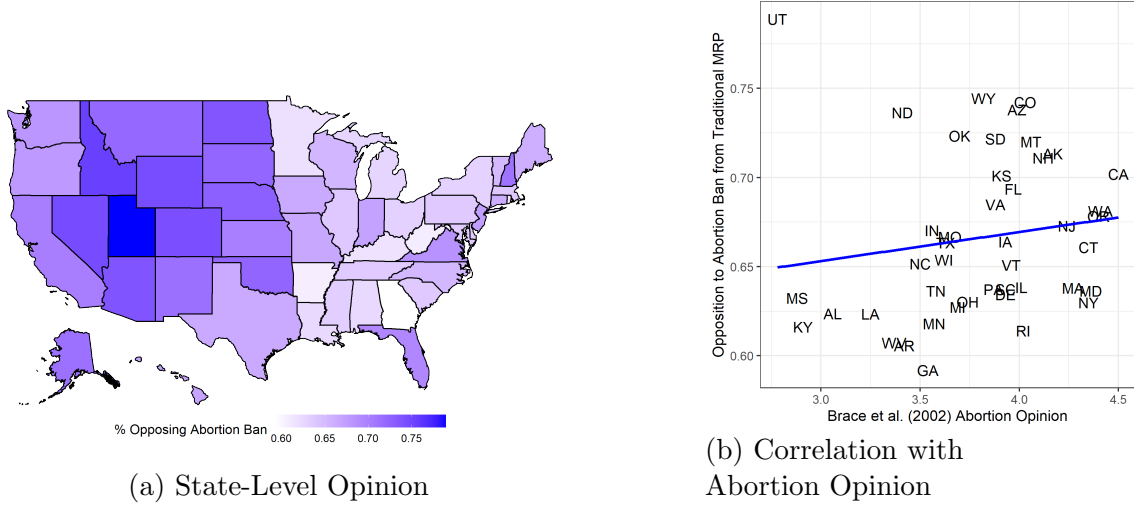 % Opposing Abortion Ban
0.60 0.65 0.70 0.75
(a) State-Level Opinion
Opposition to Abortion Ban from Traditional MRP
0.75
0.70
0.65
0.60
UT
WY
CO
AZ
ND
OK
SD
MT
AK
NH
KS
CA
FL
VA
WA
OR
NJ
IN
MO
TX
IA
CT
WI
NC
VT
TN
PA
SC
IL
DE
MA
MD
MS
OH
MI
NY
AL
LA
MN
KY
RI
WV
AR
GA
3.0 3.5 4.0 4.5
Brace et al. (2002) Abortion Opinion
(b) Correlation with
Abortion Opinion